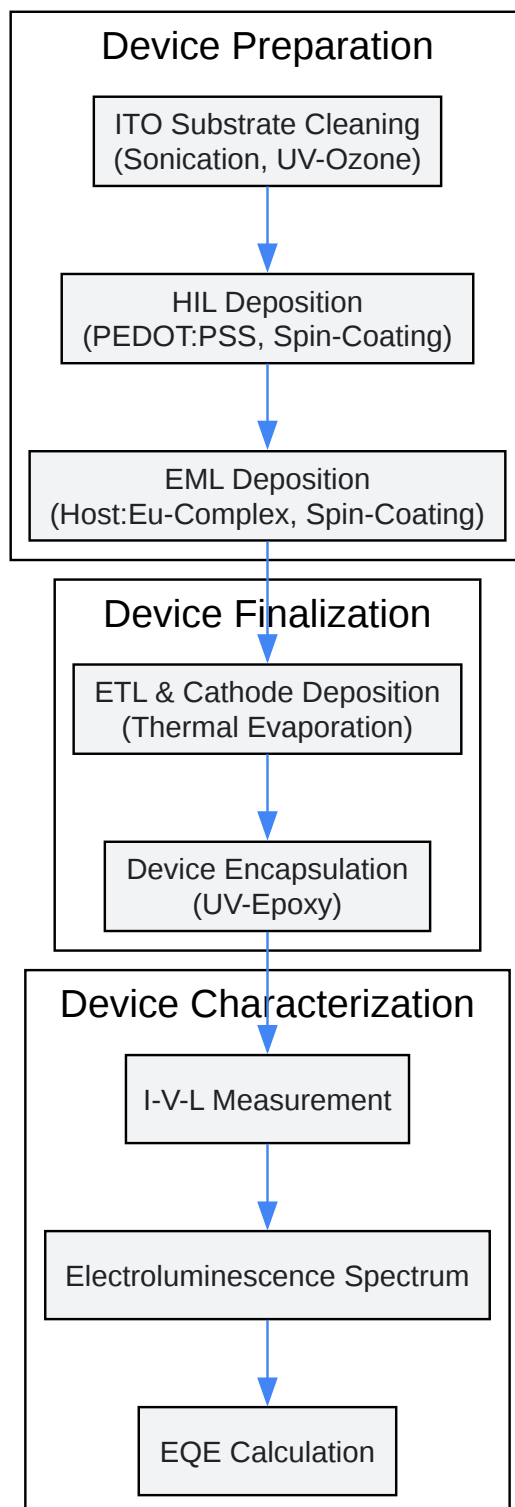 Device Preparation
ITO Substrate Cleaning
(Sonication, UV-Ozone)
HIL Deposition
(PEDOT:PSS, Spin-Coating)
EML Deposition
(Host:Eu-Complex, Spin-Coating)
Device Finalization
ETL & Cathode Deposition
(Thermal Evaporation)
Device Encapsulation
(UV-Epoxy)
Device Characterization
I-V-L Measurement
Electroluminescence Spectrum
EQE Calculation